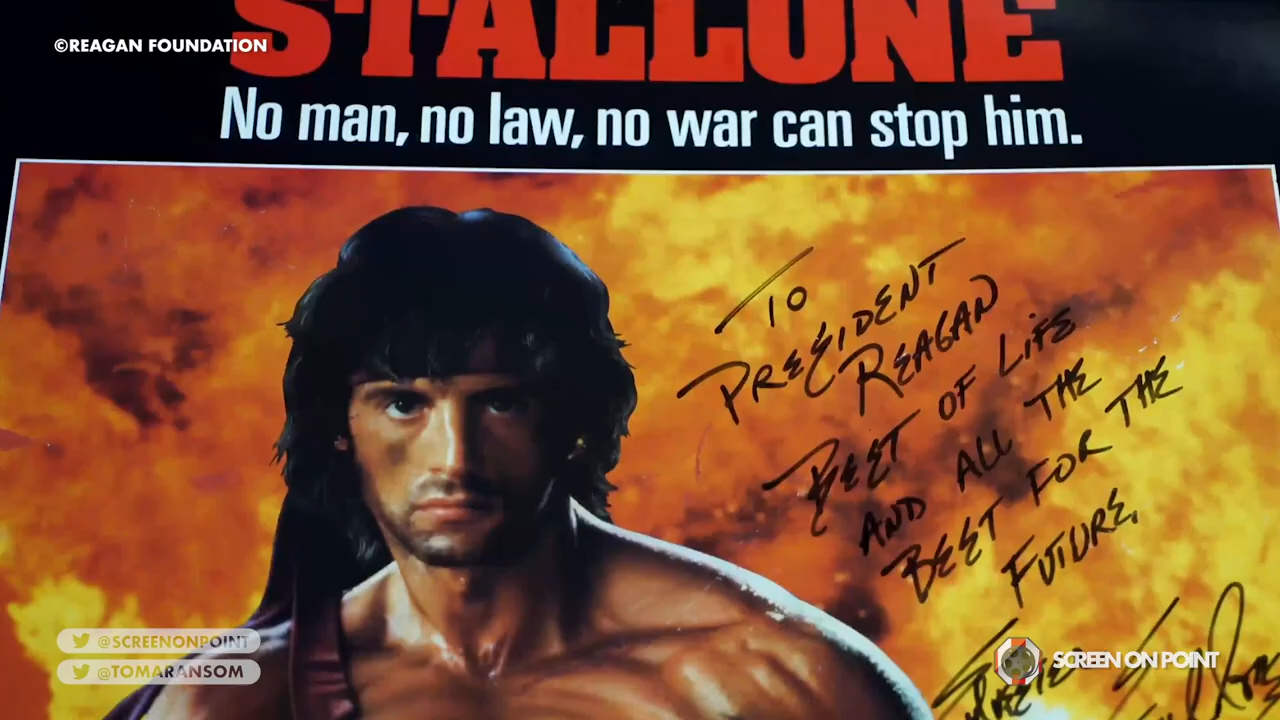 ©REAGAN FOUNDATION
STALLONE
No man, no law, no war can stop him.
TO
PRESIDENT
REAGAN
BEST OF LIFE
AND ALL THE
BEST FOR THE
FUTURE,
@SCREENONPOINT
@TOMARANSOM
SCREEN ON POINT